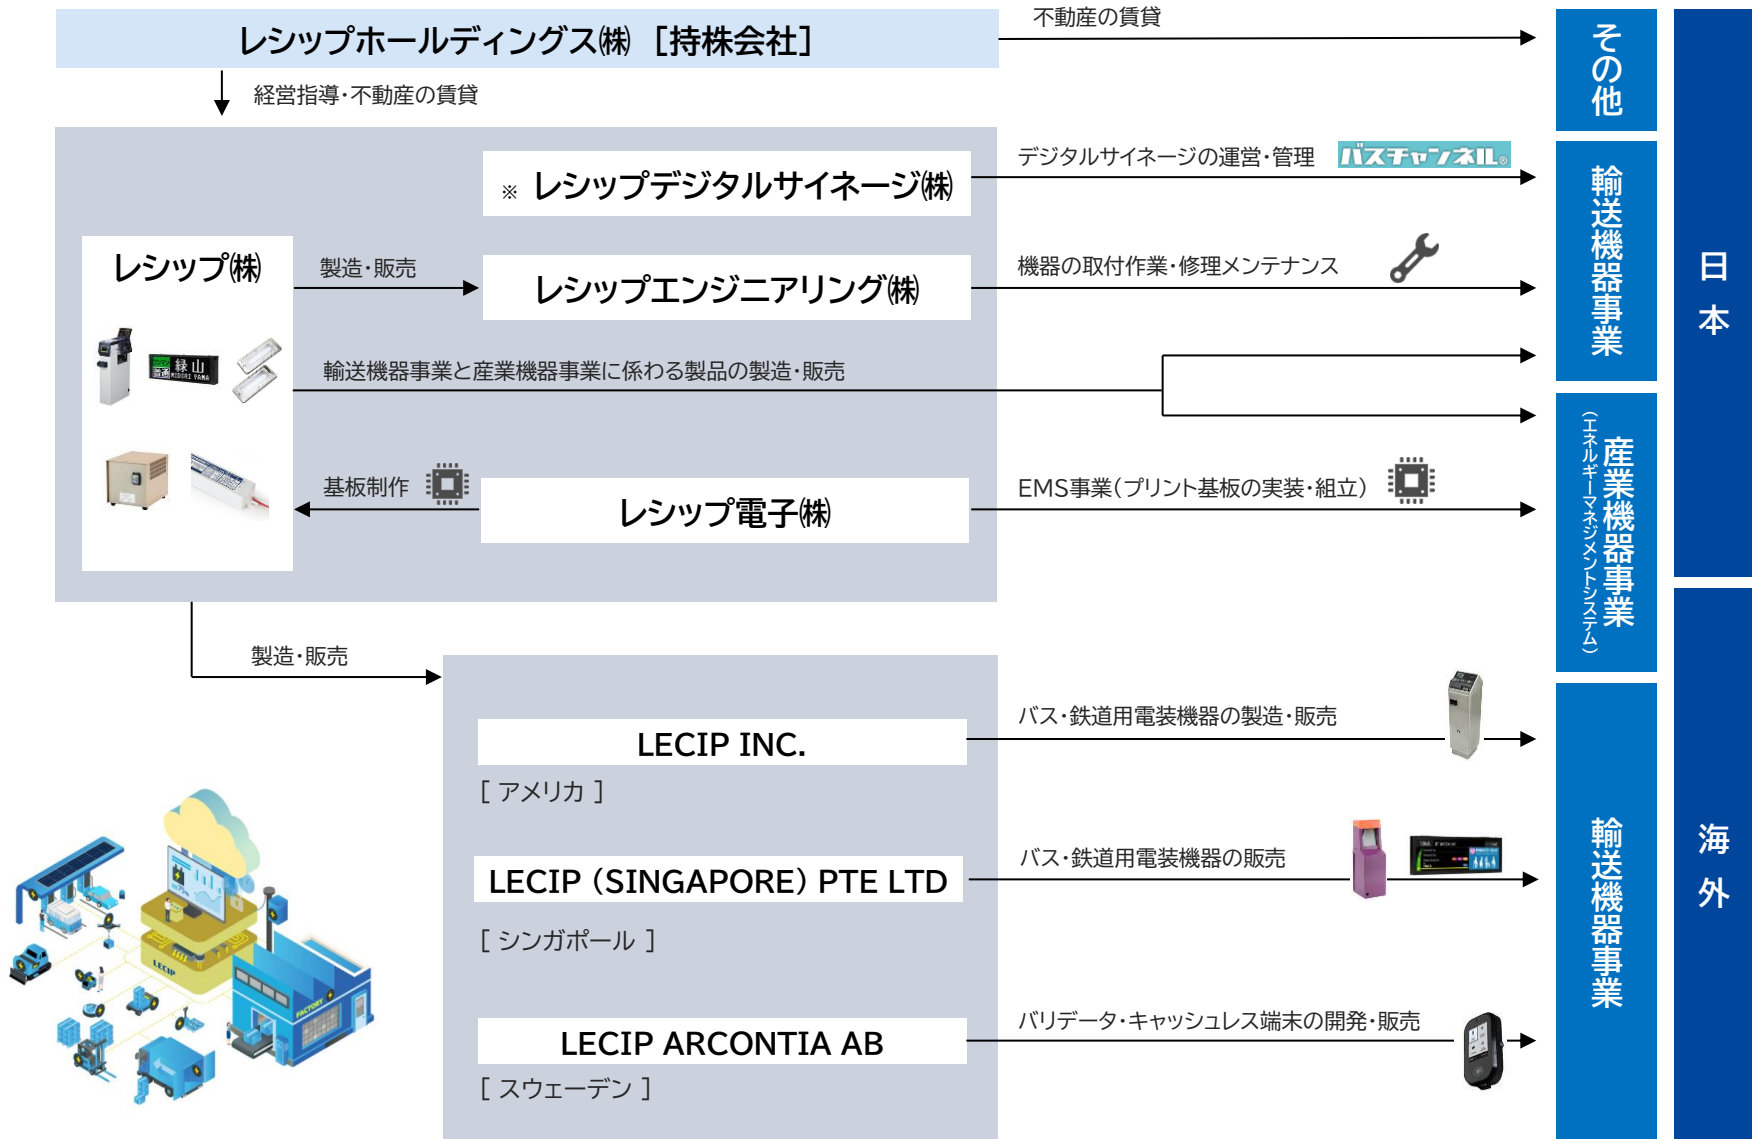 レシップホールディングス㈱ [持株会社]
不動産の賃貸
その他
経営指導・不動産の賃貸
※ レシップデジタルサイネージ㈱
デジタルサイネージの運営・管理
バスチャンネル®
輸送機器事業
日本
レシップ㈱
製造・販売
レシップエンジニアリング㈱
機器の取付作業・修理メンテナンス
緑山
普通
MIDORI YAMA
輸送機器事業と産業機器事業に係わる製品の製造・販売
基板制作
レシップ電子㈱
EMS事業(プリント基板の実装・組立)
産業機器事業
(エネルギーマネジメントシステム)
製造・販売
LECIP INC.
[ アメリカ ]
バス・鉄道用電装機器の製造・販売
LECIP (SINGAPORE) PTE LTD
[ シンガポール ]
バス・鉄道用電装機器の販売
輸送機器事業
海外
LECIP ARCONTIA AB
[ スウェーデン ]
バリデータ・キャッシュレス端末の開発・販売
LECIP
FACTORY